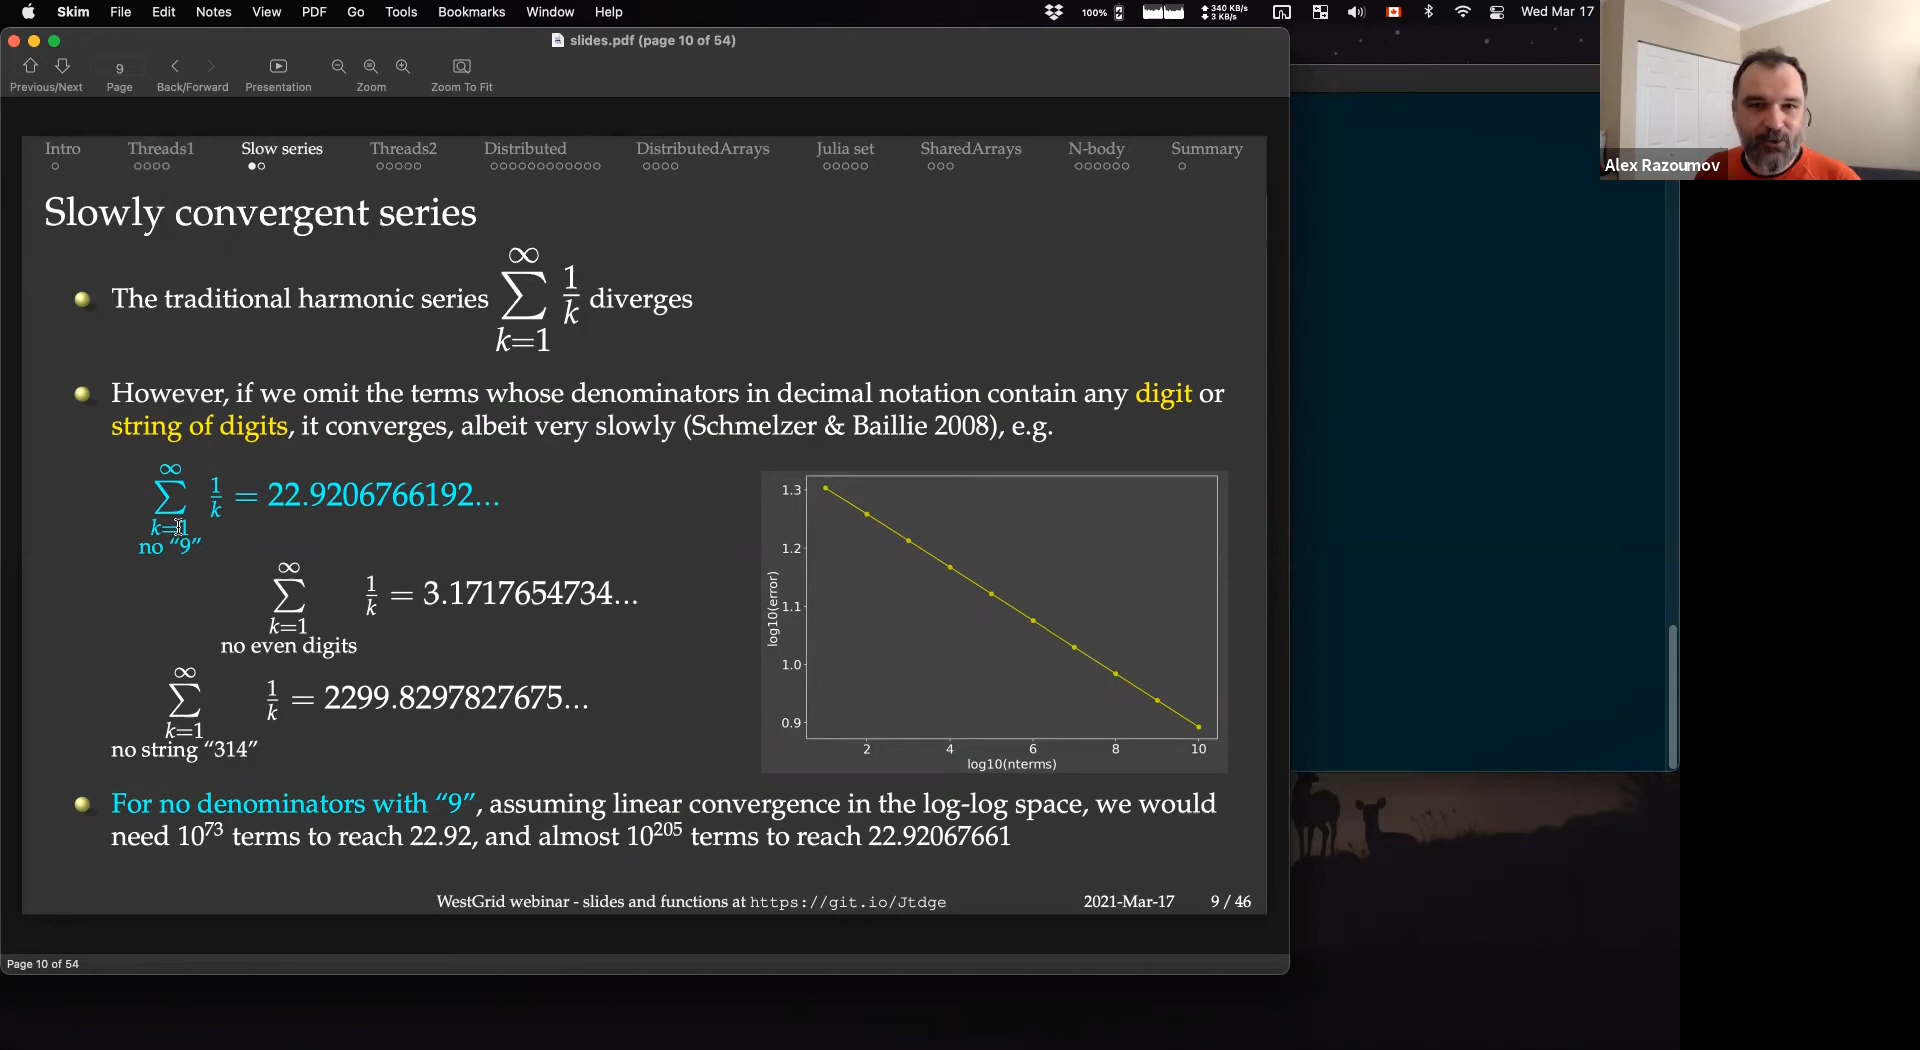 Skim File Edit Notes View PDF Go Tools Bookmarks Window Help 100% 340 KB/s 3 KB/s Wed Mar 17
slides.pdf (page 10 of 54)
9
Previous/Next Page Back/Forward Presentation Zoom Zoom To Fit
Alex Razoumov
Intro Threads1 Slow series Threads2 Distributed DistributedArrays Julia set SharedArrays N-body Summary
Slowly convergent series
The traditional harmonic series ∑_{k=1}^{∞} 1/k diverges
However, if we omit the terms whose denominators in decimal notation contain any digit or
string of digits, it converges, albeit very slowly (Schmelzer & Baillie 2008), e.g.
∑_{k=1}^{∞} 1/k = 22.9206766192...
no “9”
∑_{k=1}^{∞} 1/k = 3.1717654734...
no even digits
∑_{k=1}^{∞} 1/k = 2299.8297827675...
no string “314”
1.3
1.2
1.1
1.0
0.9
log10(error)
2 4 6 8 10
log10(nterms)
For no denominators with “9”, assuming linear convergence in the log-log space, we would
need 10^73 terms to reach 22.92, and almost 10^205 terms to reach 22.92067661
WestGrid webinar - slides and functions at https://git.io/Jtdge 2021-Mar-17 9 / 46
Page 10 of 54